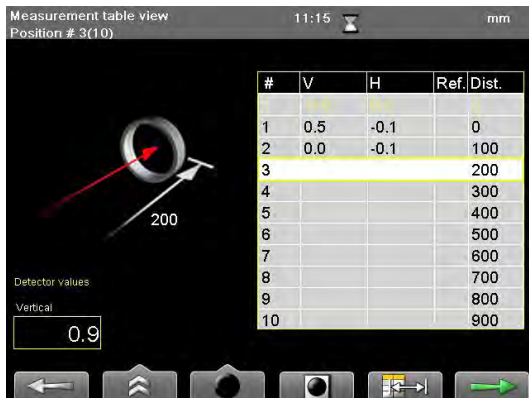 Measurement table view 11:15 mm
Position # 3(10)
# V H Ref. Dist.
1 0.5 -0.1 0
2 0.0 -0.1 100
3 200
4 300
5 400
6 500
7 600
8 700
9 800
10 900
200
Detector values
Vertical
0.9